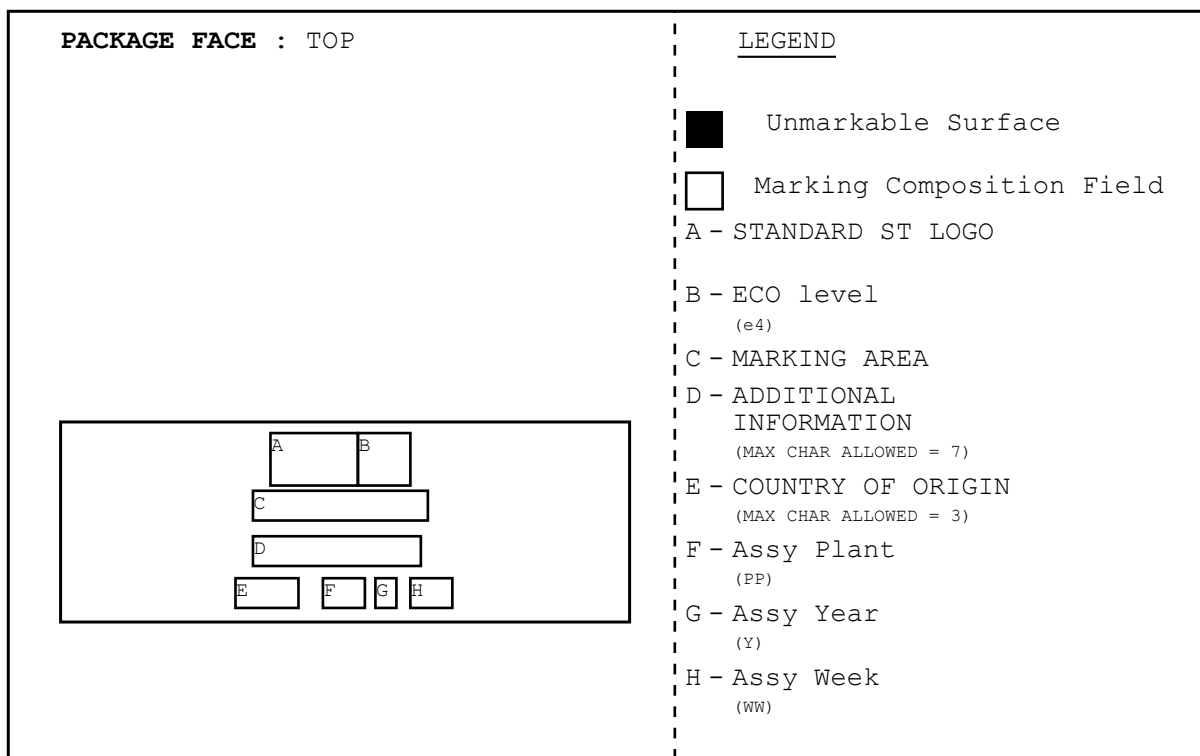 PACKAGE FACE : TOP
A B
C
D
E F G H
LEGEND
Unmarkable Surface
Marking Composition Field
A - STANDARD ST LOGO
B - ECO level
(e4)
C - MARKING AREA
D - ADDITIONAL
INFORMATION
(MAX CHAR ALLOWED = 7)
E - COUNTRY OF ORIGIN
(MAX CHAR ALLOWED = 3)
F - Assy Plant
(PP)
G - Assy Year
(Y)
H - Assy Week
(WW)